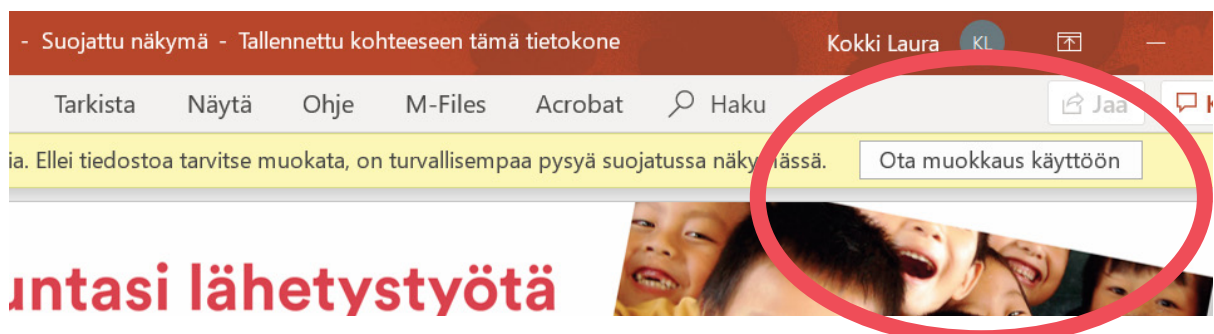 - Suojattu näkymä - Tallennettu kohteeseen tämä tietokone Kokki Laura KL
Tarkista Näytä Ohje M-Files Acrobat Haku Jaa
ia. Ellei tiedostoa tarvitse muokata, on turvallisempaa pysyä suojatussa näkymässä. Ota muokkaus käyttöön
untasi lähetystyötä